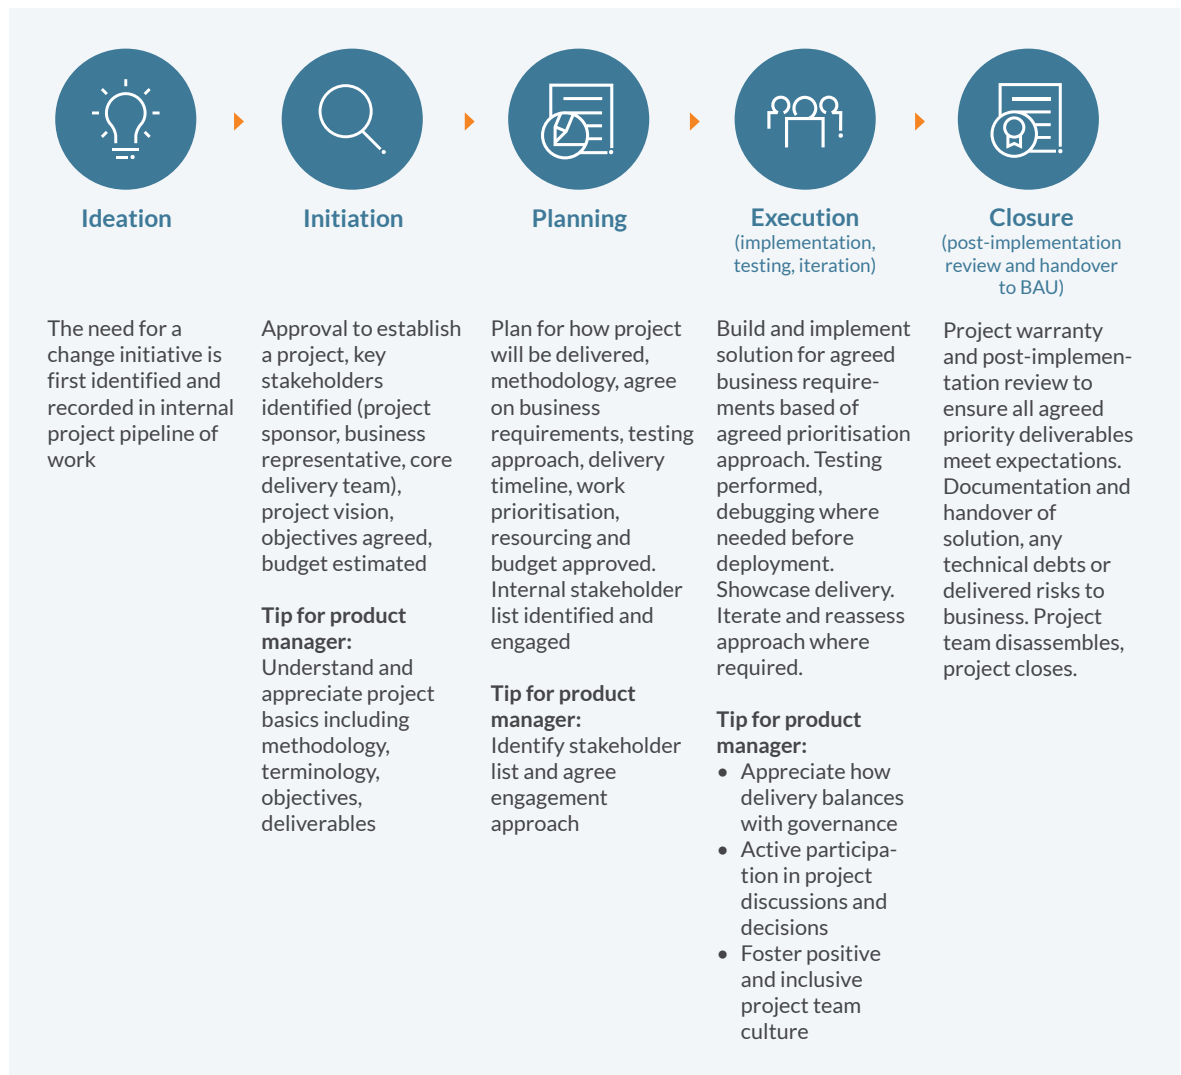 Ideation
The need for a
change initiative is
first identified and
recorded in internal
project pipeline of
work
Initiation
Approval to establish
a project, key
stakeholders
identified (project
sponsor, business
representative, core
delivery team),
project vision,
objectives agreed,
budget estimated
Tip for product
manager:
Understand and
appreciate project
basics including
methodology,
terminology,
objectives,
deliverables
Planning
Plan for how project
will be delivered,
methodology, agree
on business
requirements, testing
approach, delivery
timeline, work
prioritisation,
resourcing and
budget approved.
Internal stakeholder
list identified and
engaged
Tip for product
manager:
Identify stakeholder
list and agree
engagement
approach
Execution
(implementation,
testing, iteration)
Build and implement
solution for agreed
business require-
ments based of
agreed prioritisation
approach. Testing
performed,
debugging where
needed before
deployment.
Showcase delivery.
Iterate and reassess
approach where
required.
Tip for product
manager:
• Appreciate how
delivery balances
with governance
• Active participa-
tion in project
discussions and
decisions
• Foster positive
and inclusive
project team
culture
Closure
(post-implementation
review and handover
to BAU)
Project warranty
and post-implemen-
tation review to
ensure all agreed
priority deliverables
meet expectations.
Documentation and
handover of
solution, any
technical debts or
delivered risks to
business. Project
team disassembles,
project closes.